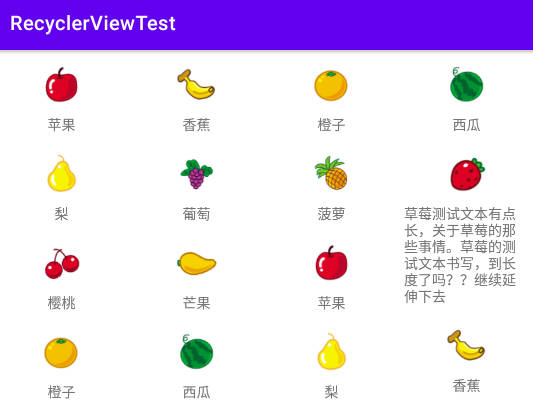 RecyclerViewTest
苹果
香蕉
橙子
西瓜
梨
葡萄
菠萝
草莓测试文本有点
长，关于草莓的那
些事情。草莓的测
试文本书写，到长
度了吗？？继续延
伸下去
樱桃
芒果
苹果
橙子
西瓜
梨
香蕉